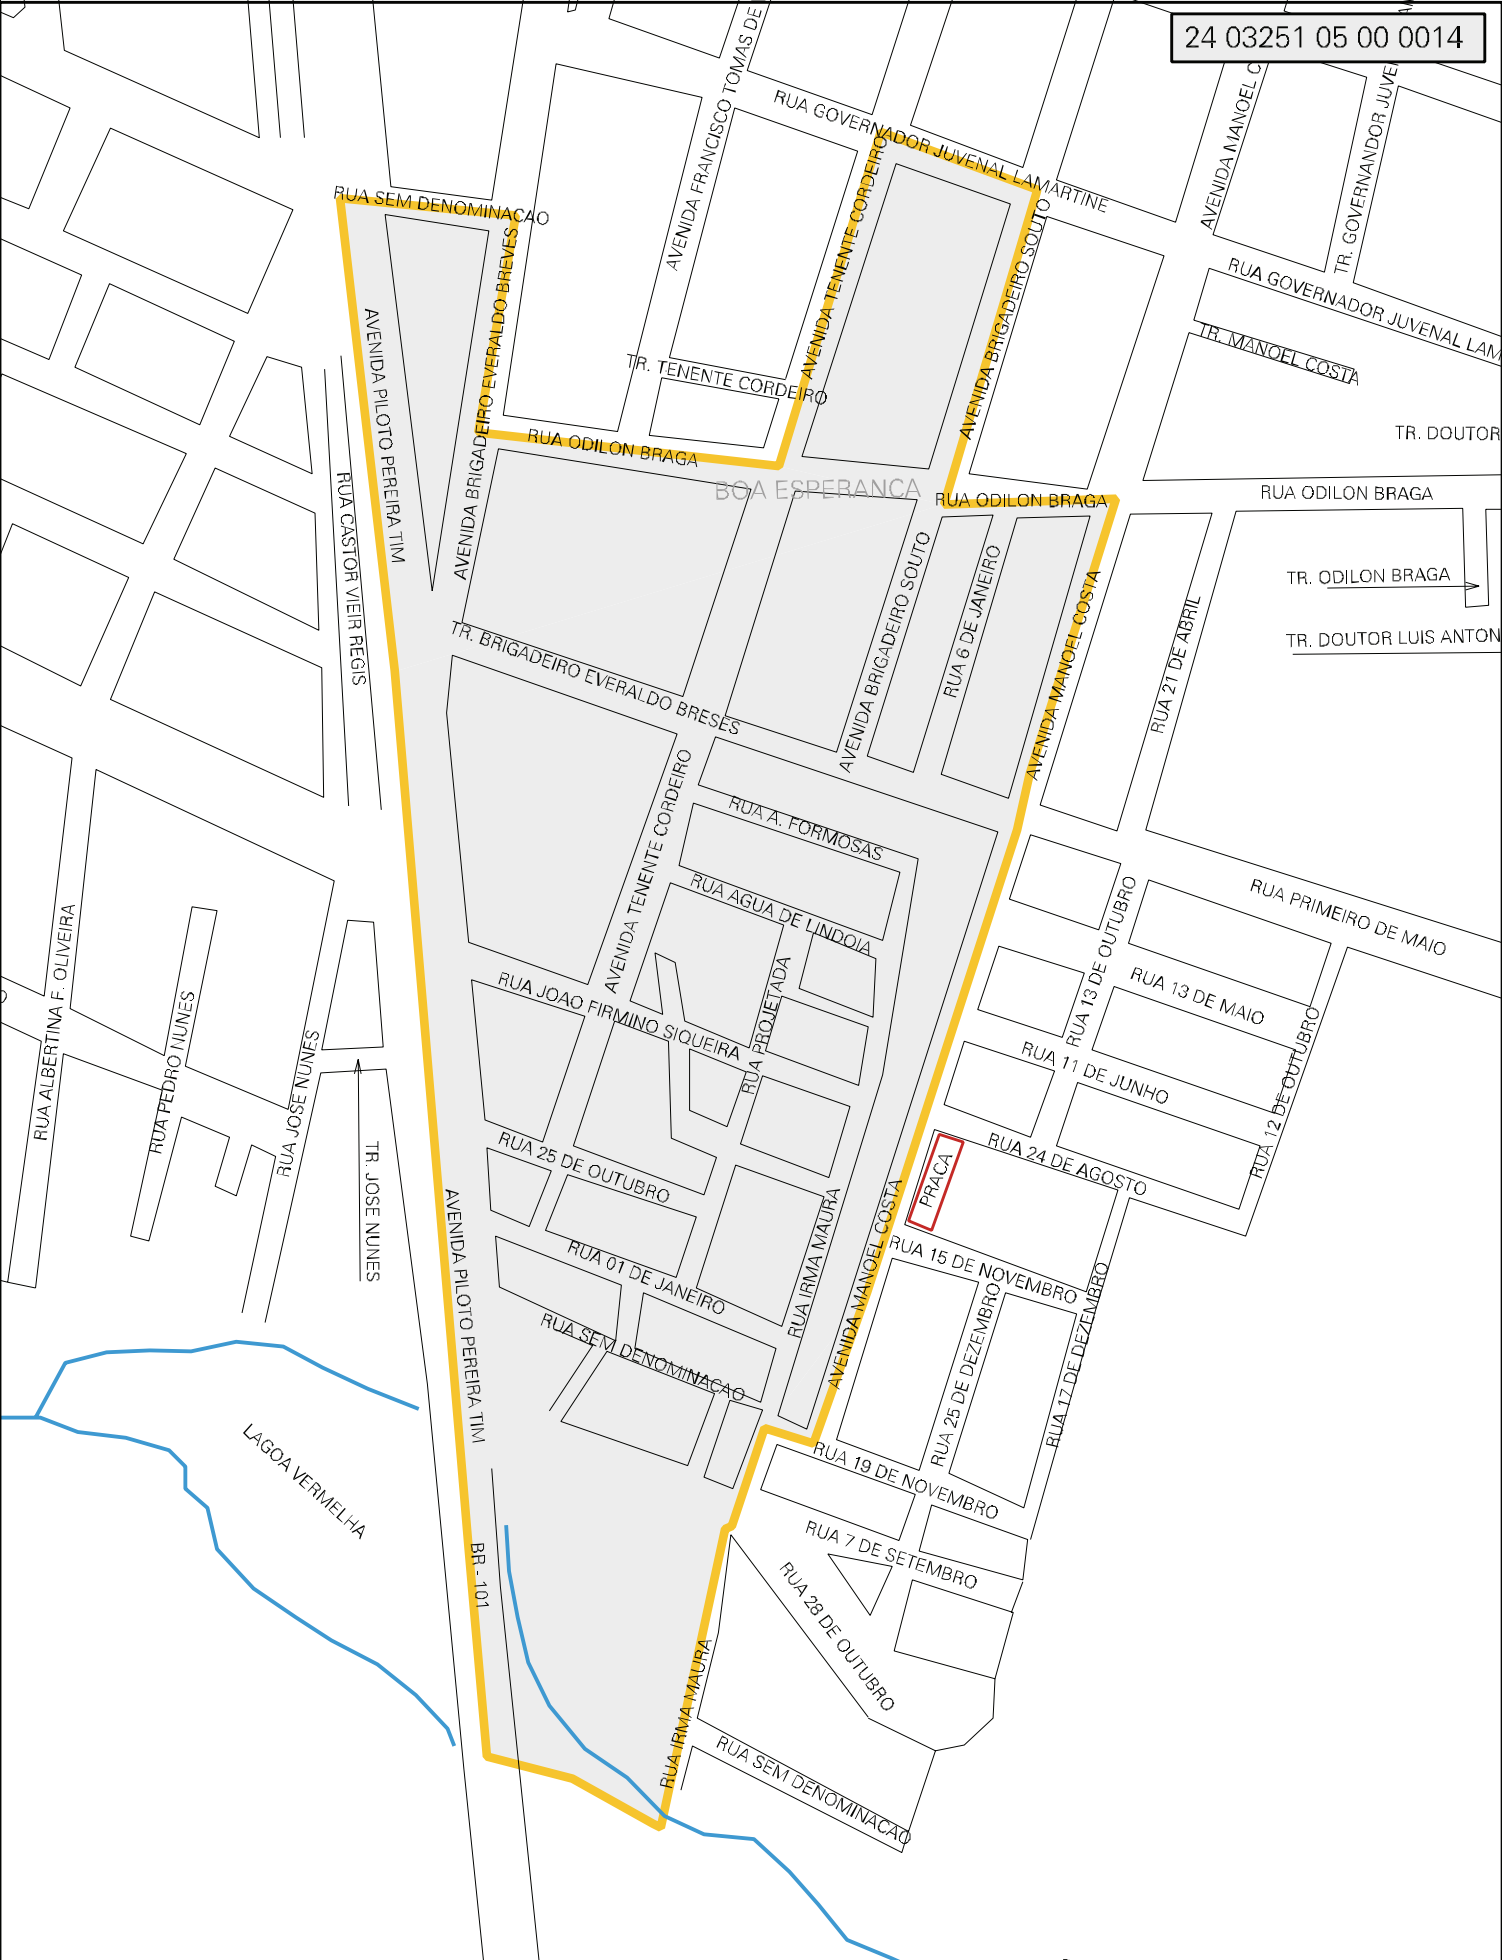 24 03251 05 00 0014
AVENIDA FRANCISCO TOMAS DE
RUA GOVERNADOR JUVENAL LAMARTINE
AVENIDA MANOEL C
TR. GOVERNANDOR JUVE
RUA SEM DENOMINACAO
AVENIDA TENENTE CORDEIRO
AVENIDA BRIGADEIRO SOUTO
AVENIDA BRIGADEIRO EVERALDO BREVES
RUA GOVERNADOR JUVENAL LAM
TR. MANOEL COSTA
AVENIDA PILOTO PEREIRA TIM
TR. TENENTE CORDEIRO
RUA ODILON BRAGA
TR. DOUTOR
BOA ESPERANCA
RUA ODILON BRAGA
RUA ODILON BRAGA
RUA CASTOR VIEIR REGIS
AVENIDA BRIGADEIRO SOUTO
RUA 6 DE JANEIRO
AVENIDA MANOEL COSTA
RUA 21 DE ABRIL
TR. ODILON BRAGA
TR. DOUTOR LUIS ANTON
TR. BRIGADEIRO EVERALDO BRESES
AVENIDA TENENTE CORDEIRO
RUA A. FORMOSAS
RUA AGUA DE LINDOIA
RUA PRIMEIRO DE MAIO
RUA 13 DE OUTUBRO
RUA 13 DE MAIO
RUA ALBERTINA F. OLIVEIRA
RUA PEDRO NUNES
RUA JOSE NUNES
TR. JOSE NUNES
RUA JOAO FIRMINO SIQUEIRA
RUA PROJETADA
RUA 11 DE JUNHO
RUA 12 DE OUTUBRO
RUA 24 DE AGOSTO
PRACA
RUA 25 DE OUTUBRO
AVENIDA PILOTO PEREIRA TIM
RUA 01 DE JANEIRO
RUA IRMA MAURA
AVENIDA MANOEL COSTA
RUA 15 DE NOVEMBRO
RUA 25 DE DEZEMBRO
RUA 17 DE DEZEMBRO
RUA SEM DENOMINACAO
LAGOA VERMELHA
RUA 19 DE NOVEMBRO
RUA 7 DE SETEMBRO
BR - 101
RUA 28 DE OUTUBRO
RUA IRMA MAURA
RUA SEM DENOMINACAO